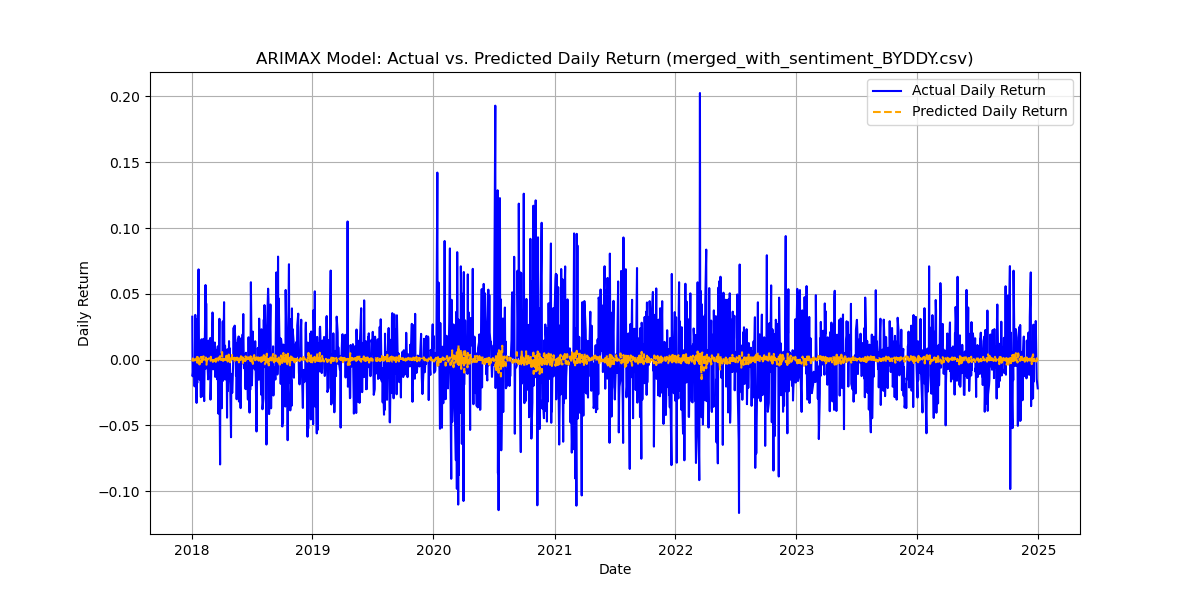 ARIMAX Model: Actual vs. Predicted Daily Return (merged_with_sentiment_BYDDY.csv)
Actual Daily Return
Predicted Daily Return
Daily Return
0.20
0.15
0.10
0.05
0.00
−0.05
−0.10
2018 2019 2020 2021 2022 2023 2024 2025
Date